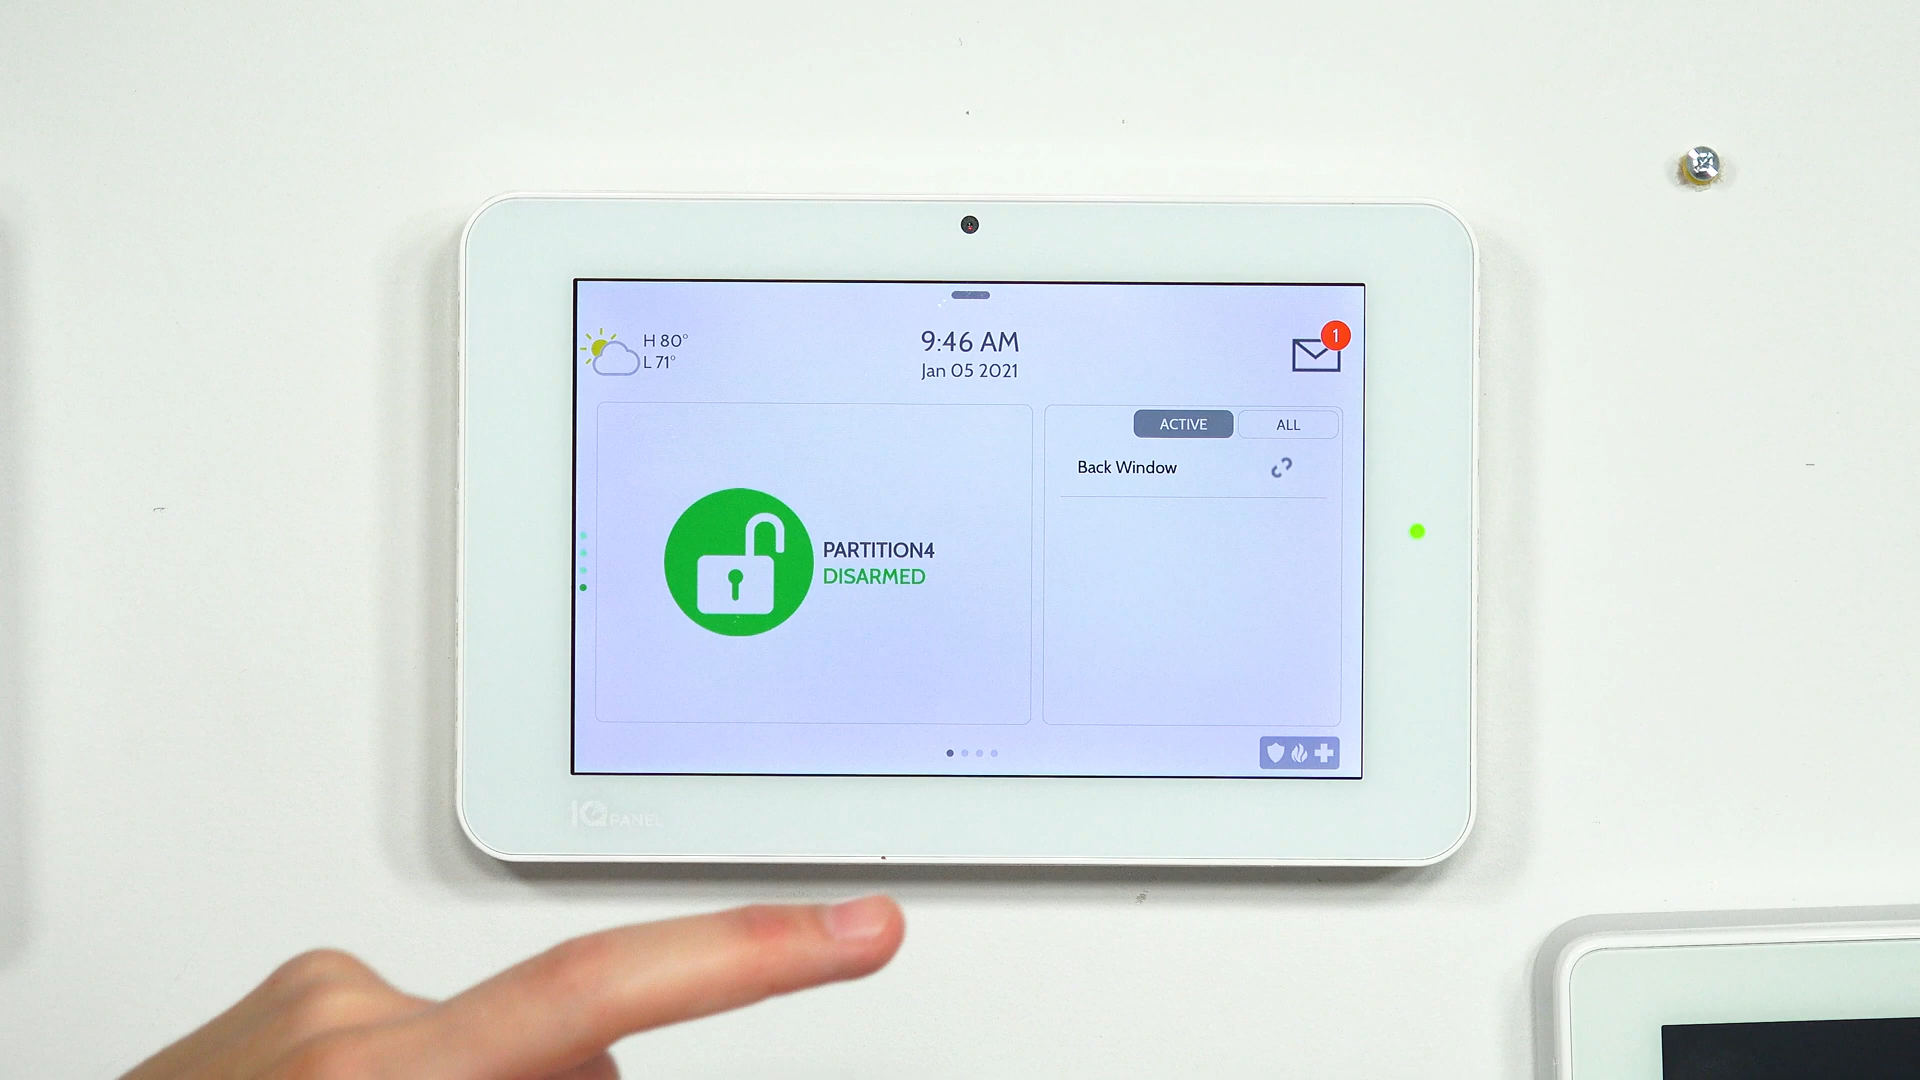 H 80°
L 71°
9:46 AM
Jan 05 2021
1
ACTIVE
ALL
Back Window
PARTITION4
DISARMED
IQ PANEL